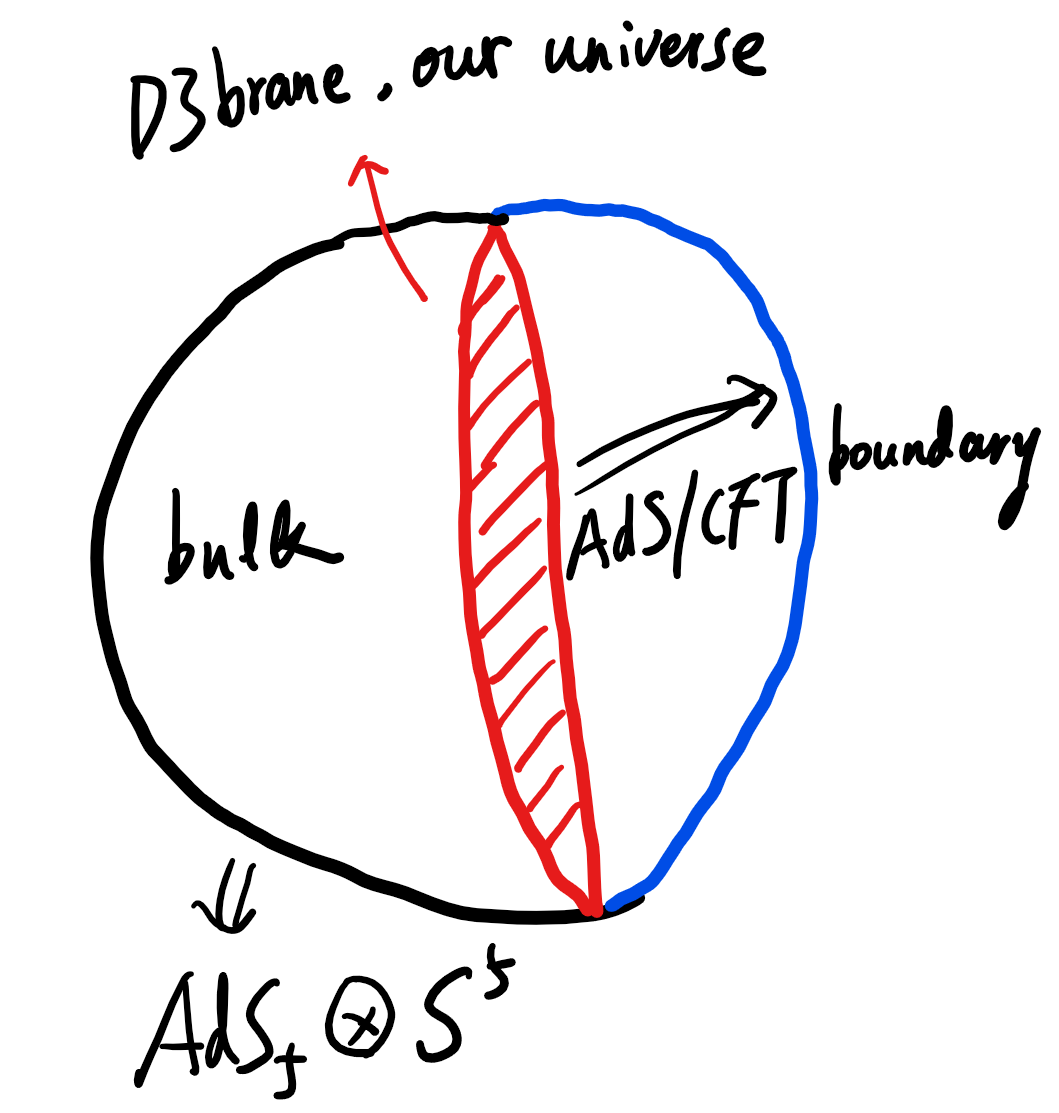 D3brane, our universe
boundary
AdS/CFT
bulk
AdS₅ ⊗ S⁵